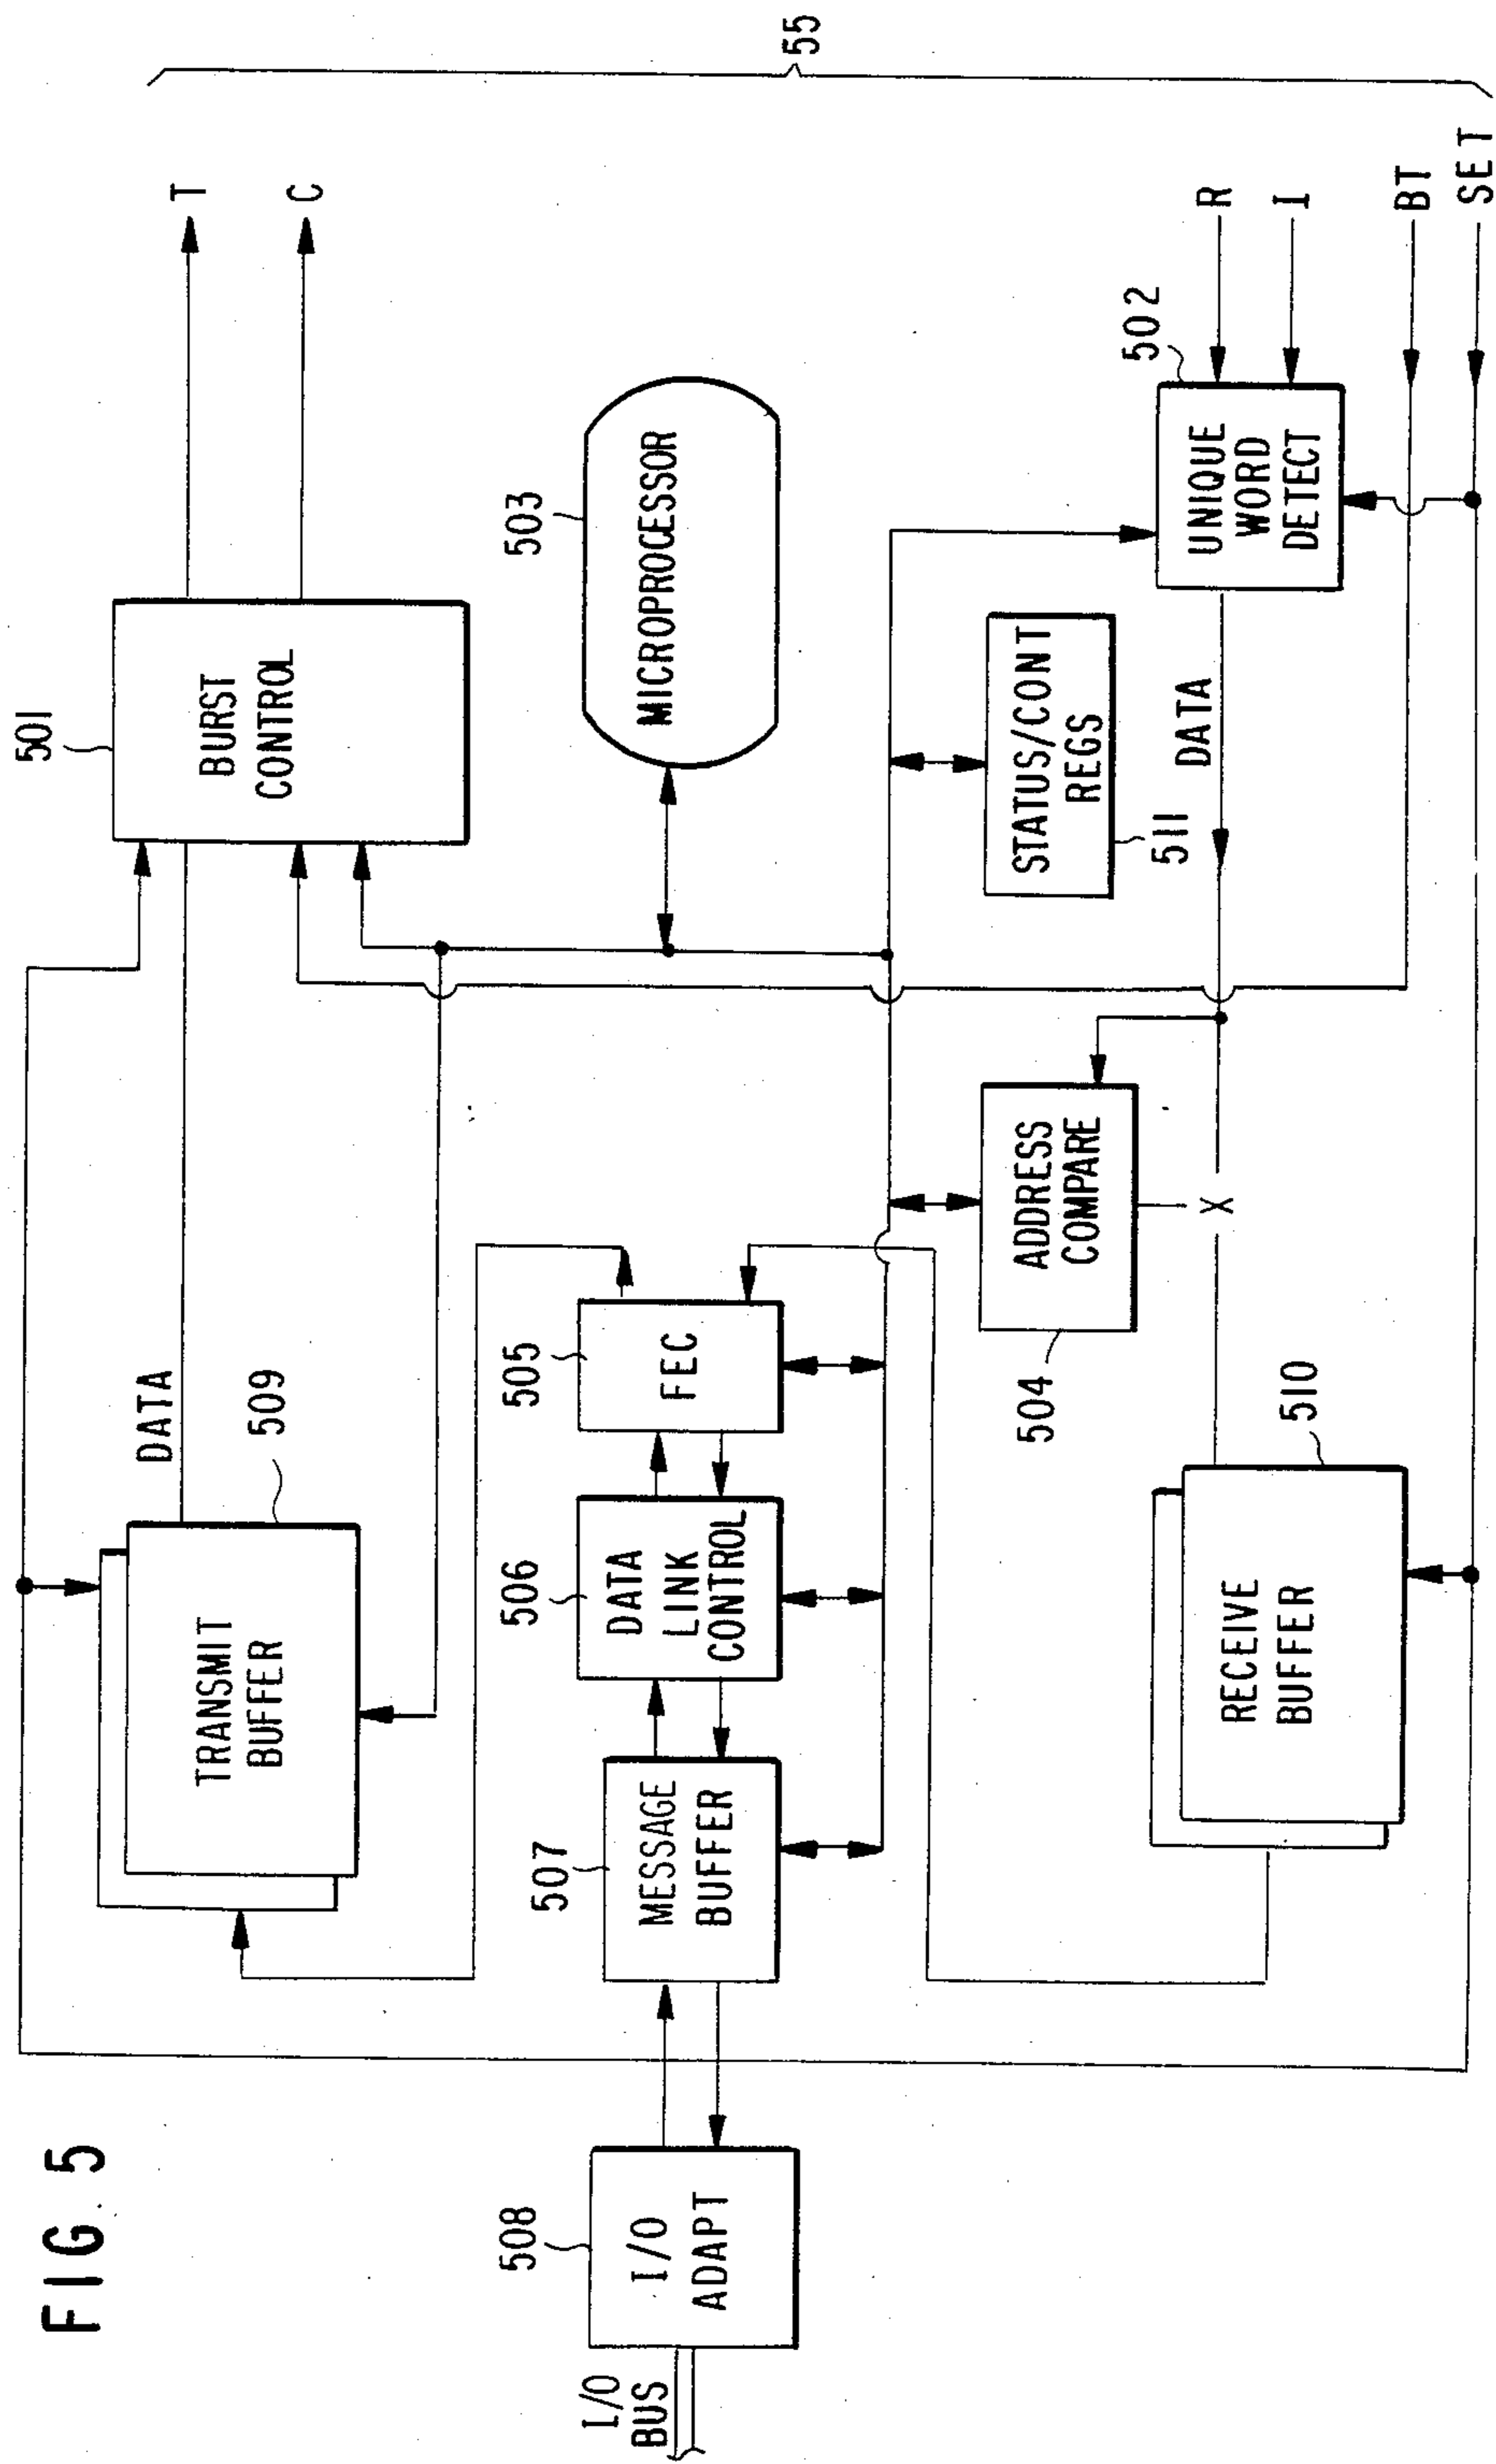 FIG. 5
I/O
BUS
508
I/O
ADAPT
507
MESSAGE
BUFFER
506
DATA
LINK
CONTROL
505
FEC
TRANSMIT
BUFFER
509
DATA
501
BURST
CONTROL
T
C
503
MICROPROCESSOR
504
ADDRESS
COMPARE
X
RECEIVE
BUFFER
510
STATUS/CONT
REGS
511
DATA
502
UNIQUE
WORD
DETECT
R
I
BT
SET
55